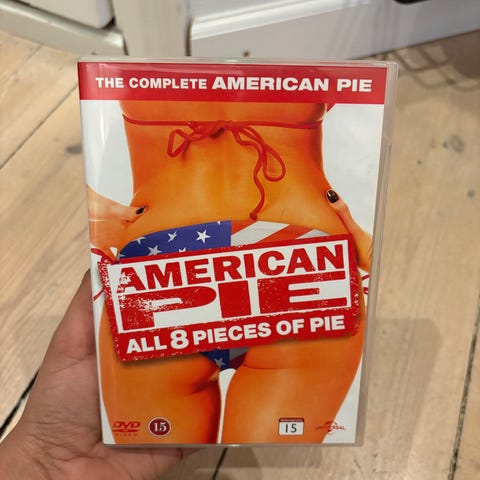 THE COMPLETE AMERICAN PIE
AMERICAN
PIE
ALL 8 PIECES OF PIE
DVD
VIDEO
15
15
UNIVERSAL